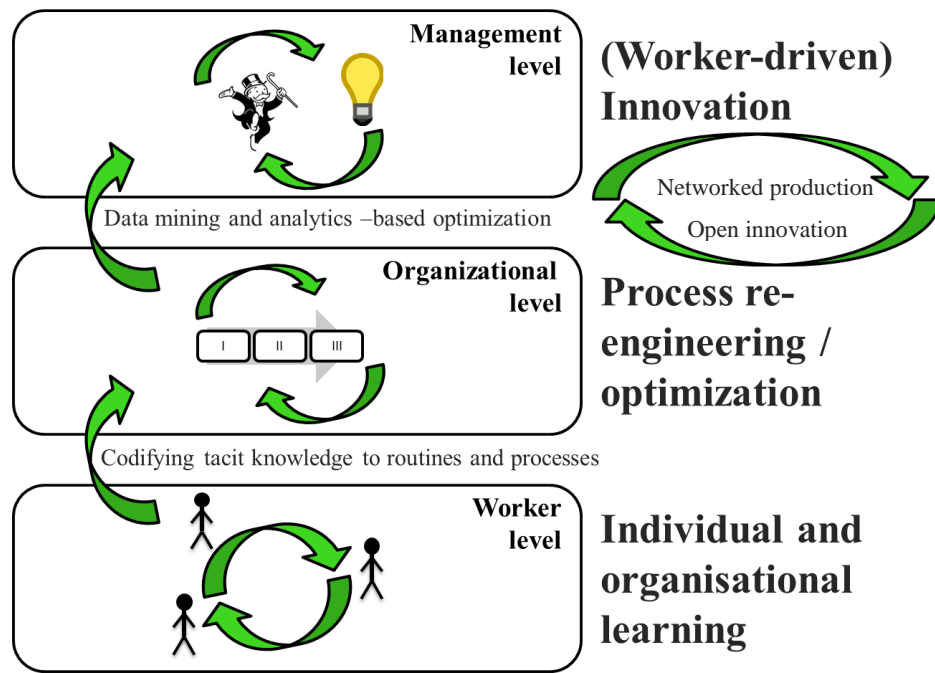 Management
level
(Worker-driven)
Innovation
Networked production
Open innovation
Data mining and analytics –based optimization
Organizational
level
I II III
Process re-
engineering /
optimization
Codifying tacit knowledge to routines and processes
Worker
level
Individual and
organisational
learning